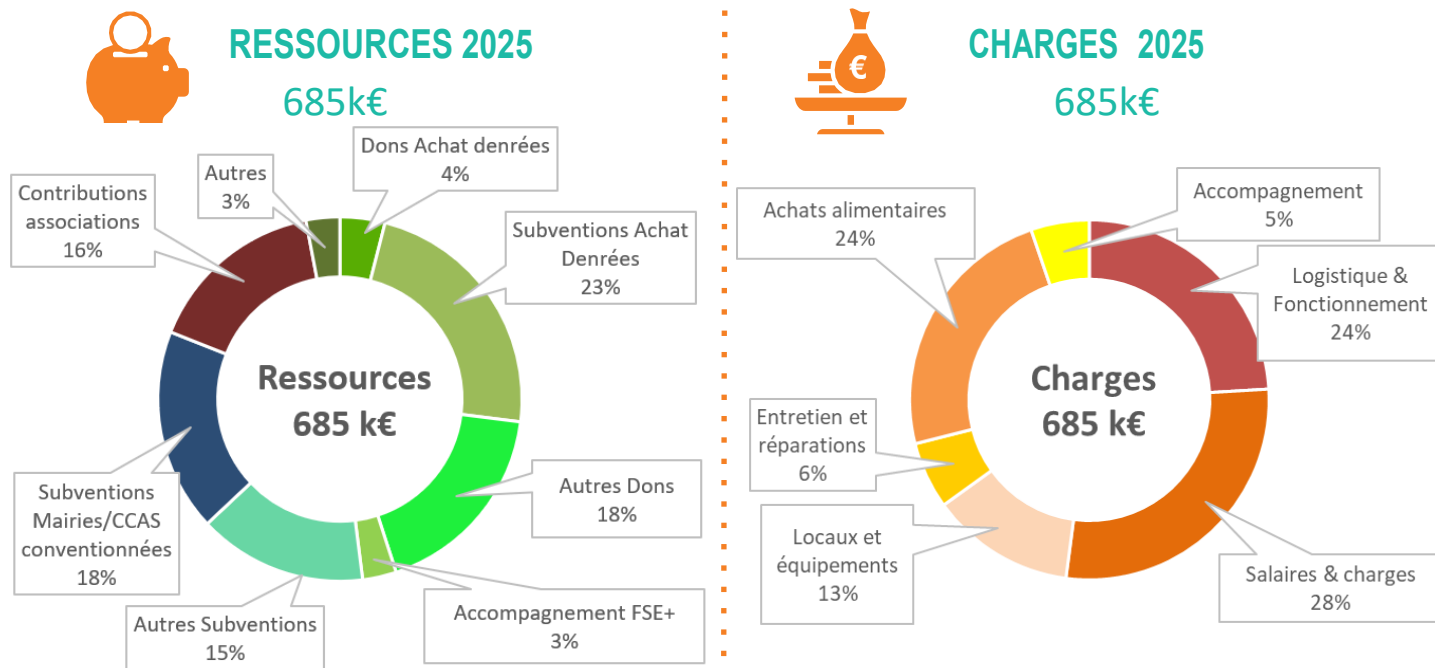 RESSOURCES 2025
685k€
Dons Achat denrées
4%
Autres
3%
Contributions
associations
16%
Subventions Achat
Denrées
23%
Ressources
685 k€
Autres Dons
18%
Subventions
Mairies/CCAS
conventionnées
18%
Accompagnement FSE+
3%
Autres Subventions
15%
CHARGES 2025
685k€
€
Accompagnement
5%
Achats alimentaires
24%
Logistique &
Fonctionnement
24%
Charges
685 k€
Entretien et
réparations
6%
Locaux et
équipements
13%
Salaires & charges
28%